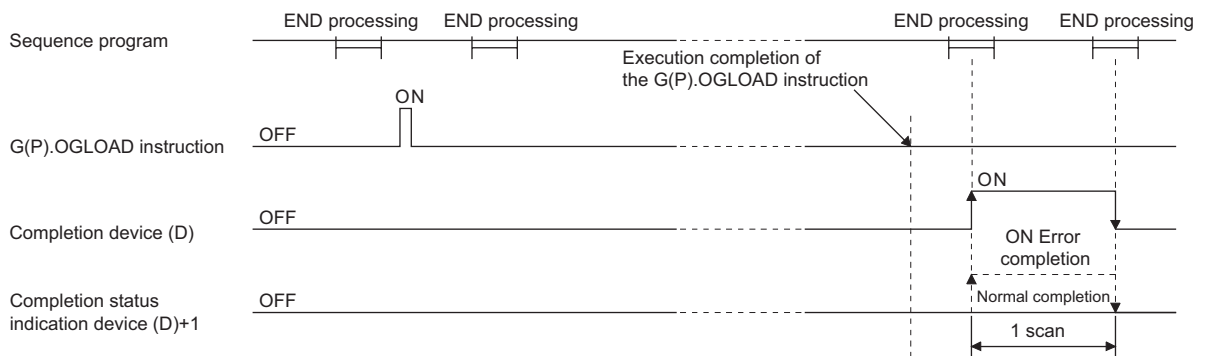 END processing
END processing
END processing
END processing
Sequence program
Execution completion of
the G(P).OGLOAD instruction
ON
OFF
G(P).OGLOAD instruction
ON
OFF
Completion device (D)
ON Error
completion
OFF
Completion status
indication device (D)+1
Normal completion
1 scan